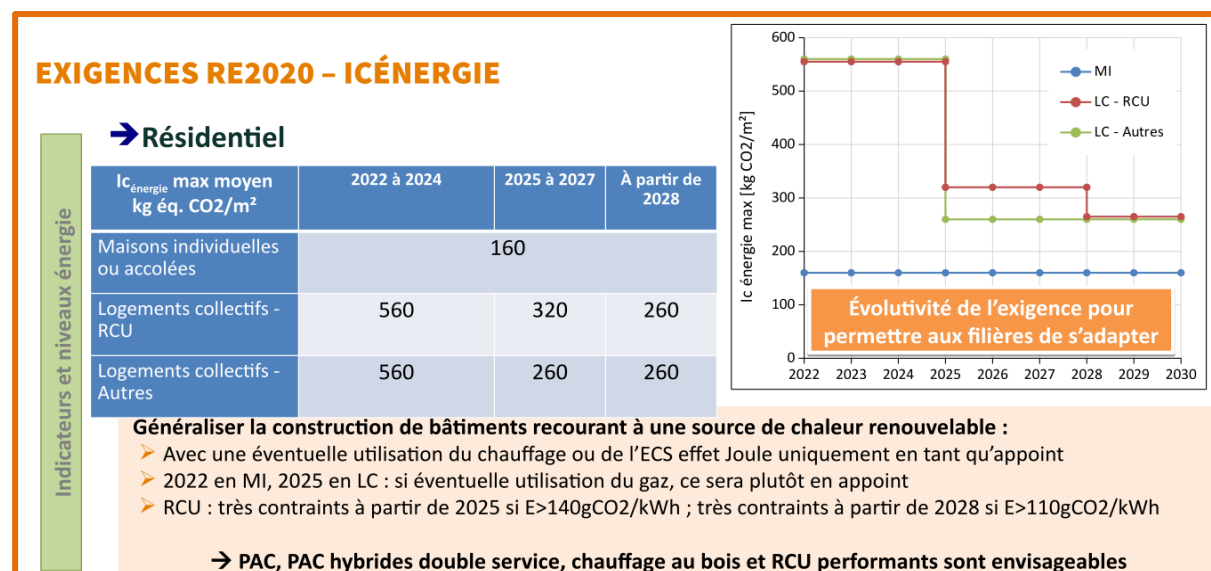 EXIGENCES RE2020 – ICÉNERGIE
Indicateurs et niveaux énergie
➔Résidentiel
Icénergie max moyen
kg éq. CO2/m²
2022 à 2024
2025 à 2027
À partir de
2028
Maisons individuelles
ou accolées
160
Logements collectifs -
RCU
560
320
260
Logements collectifs -
Autres
560
260
260
Ic énergie max [kg CO2/m²]
600
500
400
300
200
100
0
2022 2023 2024 2025 2026 2027 2028 2029 2030
MI
LC - RCU
LC - Autres
Évolutivité de l’exigence pour
permettre aux filières de s’adapter
Généraliser la construction de bâtiments recourant à une source de chaleur renouvelable :
➢ Avec une éventuelle utilisation du chauffage ou de l’ECS effet Joule uniquement en tant qu’appoint
➢ 2022 en MI, 2025 en LC : si éventuelle utilisation du gaz, ce sera plutôt en appoint
➢ RCU : très contraints à partir de 2025 si E>140gCO2/kWh ; très contraints à partir de 2028 si E>110gCO2/kWh
→ PAC, PAC hybrides double service, chauffage au bois et RCU performants sont envisageables